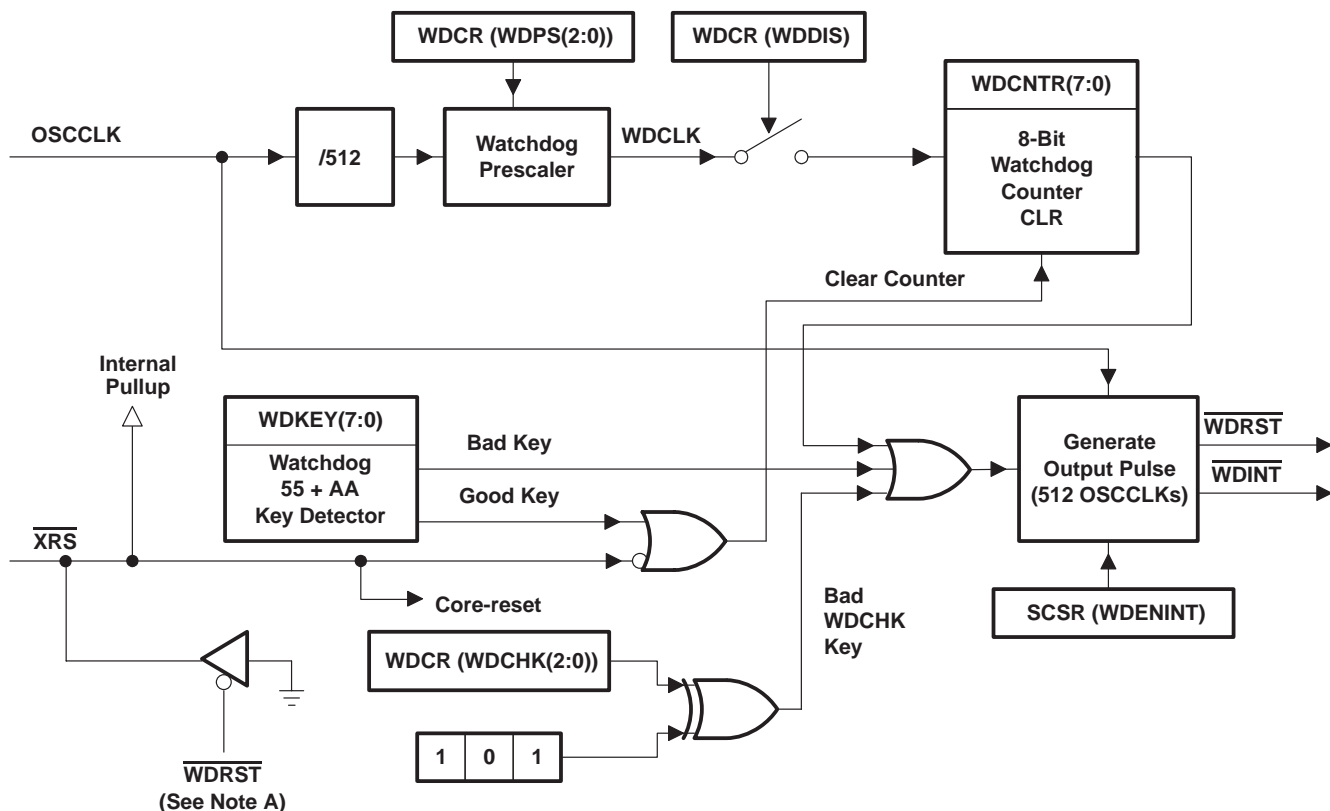 WDCR (WDPS(2:0))
WDCR (WDDIS)
WDCNTR(7:0)
8-Bit
Watchdog
Counter
CLR
OSCCLK
/512
Watchdog
Prescaler
WDCLK
Clear Counter
Internal
Pullup
WDKEY(7:0)
Watchdog
55 + AA
Key Detector
Bad Key
Good Key
Generate
Output Pulse
(512 OSCCLKs)
WDRST
WDINT
XRS
Core-reset
SCSR (WDENINT)
Bad
WDCHK
Key
WDCR (WDCHK(2:0))
1 0 1
WDRST
(See Note A)